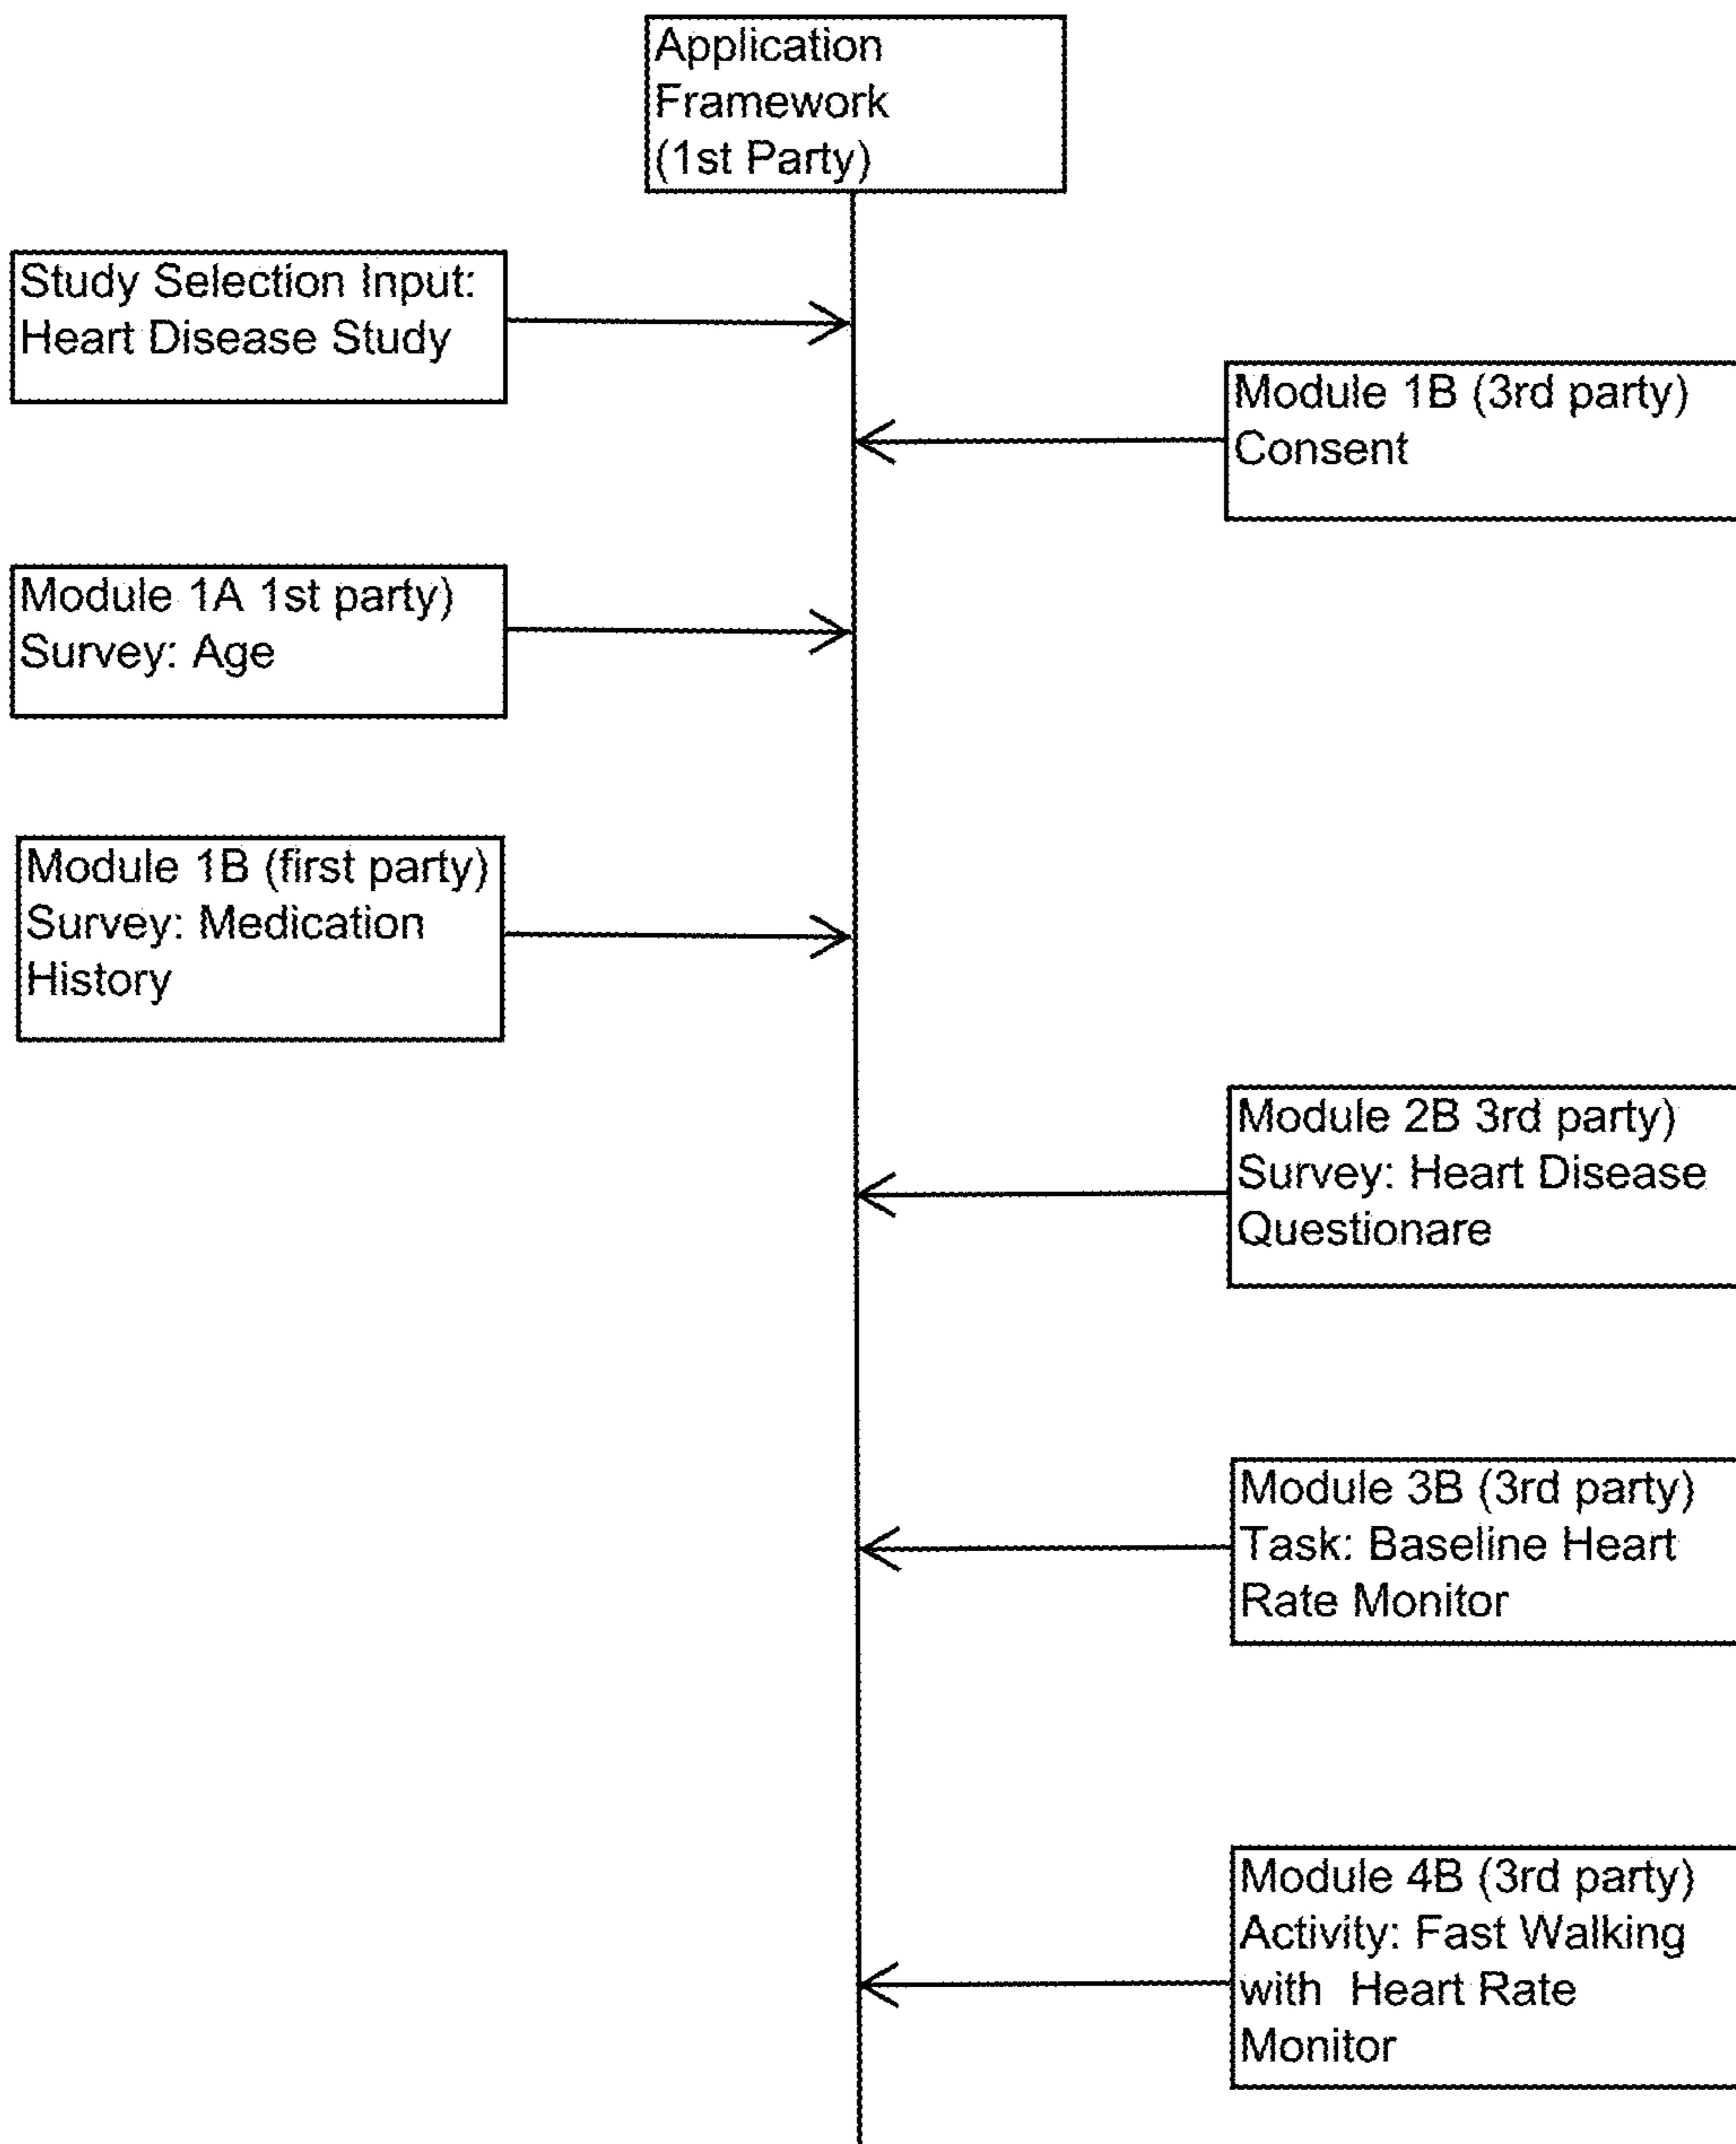 Application
Framework
(1st Party)
Study Selection Input:
Heart Disease Study
Module 1B (3rd party)
Consent
Module 1A 1st party)
Survey: Age
Module 1B (first party)
Survey: Medication
History
Module 2B 3rd party)
Survey: Heart Disease
Questionare
Module 3B (3rd party)
Task: Baseline Heart
Rate Monitor
Module 4B (3rd party)
Activity: Fast Walking
with  Heart Rate
Monitor